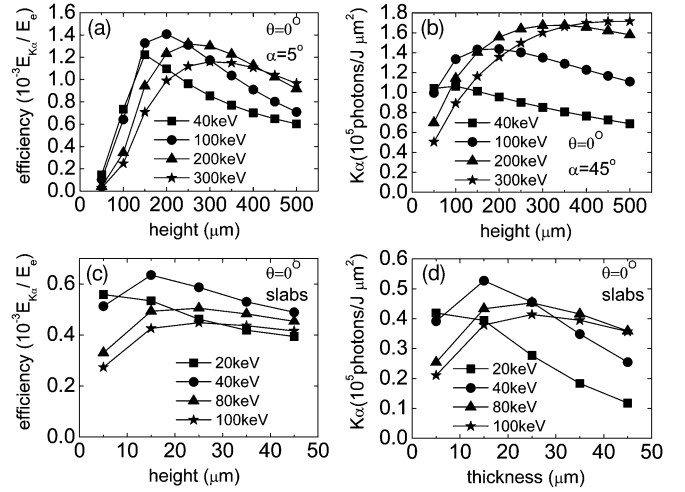 (a)
θ=0°
α=5°
efficiency (10⁻³E_Kα / E_e)
1.6
1.4
1.2
1.0
0.8
0.6
0.4
0.2
0.0
40keV
100keV
200keV
300keV
0 100 200 300 400 500
height (μm)
(b)
Kα(10⁵photons/J μm²)
1.8
1.6
1.4
1.2
1.0
0.8
0.6
0.4
0.2
0.0
40keV
100keV
200keV
300keV
θ=0°
α=45°
0 100 200 300 400 500
height (μm)
(c)
θ=0°
slabs
efficiency (10⁻³E_Kα / E_e)
0.6
0.4
0.2
0.0
20keV
40keV
80keV
100keV
0 10 20 30 40 50
height (μm)
(d)
θ=0°
slabs
Kα(10⁵photons/J μm²)
0.6
0.5
0.4
0.3
0.2
0.1
0.0
20keV
40keV
80keV
100keV
0 10 20 30 40 50
thickness (μm)